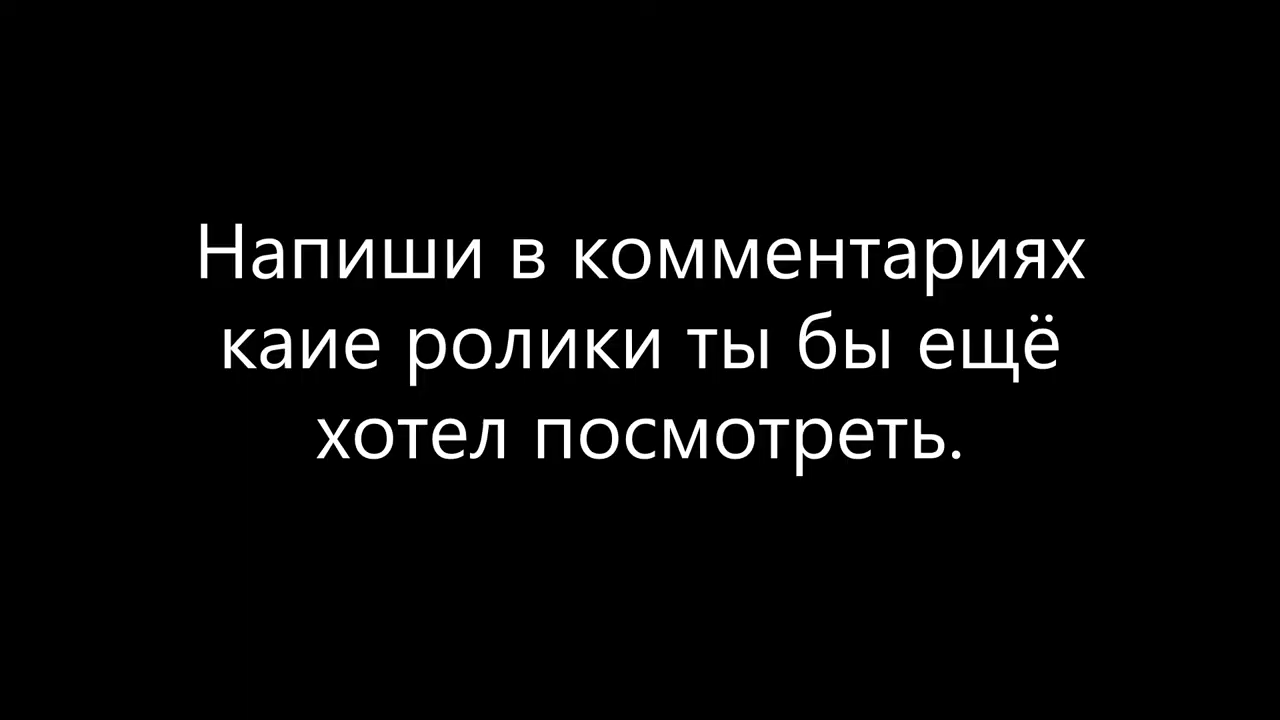 Напиши в комментариях
каие ролики ты бы ещё
хотел посмотреть.